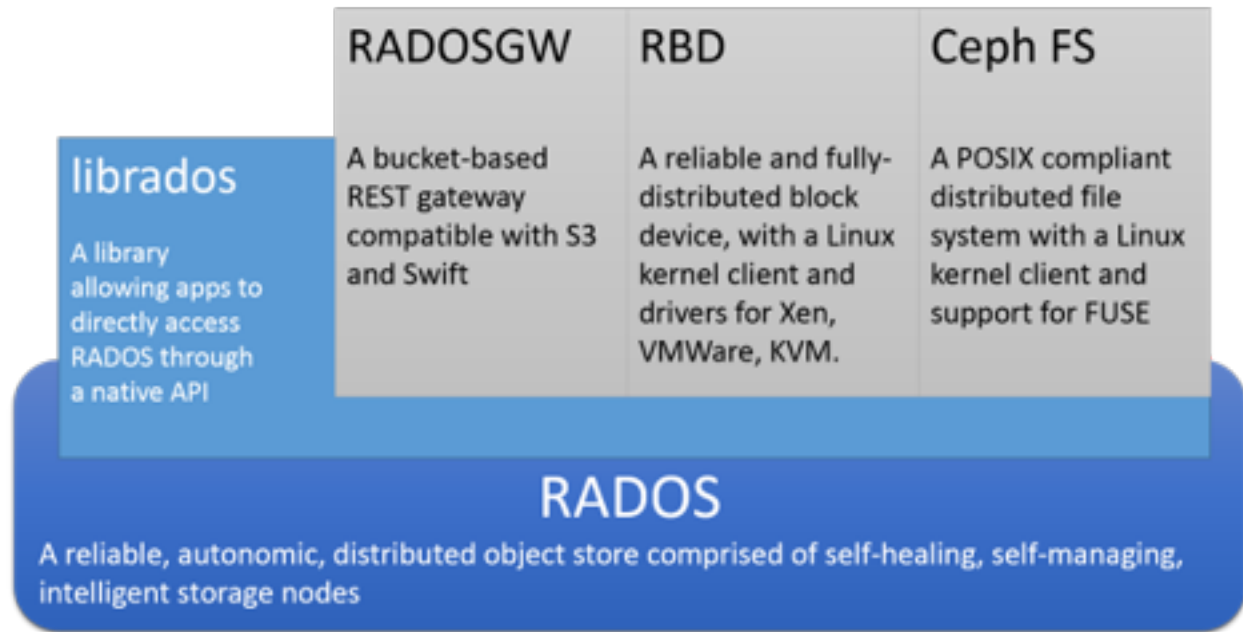 RADOSGW
A bucket-based
REST gateway
compatible with S3
and Swift
RBD
A reliable and fully-
distributed block
device, with a Linux
kernel client and
drivers for Xen,
VMWare, KVM.
Ceph FS
A POSIX compliant
distributed file
system with a Linux
kernel client and
support for FUSE
librados
A library
allowing apps to
directly access
RADOS through
a native API
RADOS
A reliable, autonomic, distributed object store comprised of self-healing, self-managing,
intelligent storage nodes